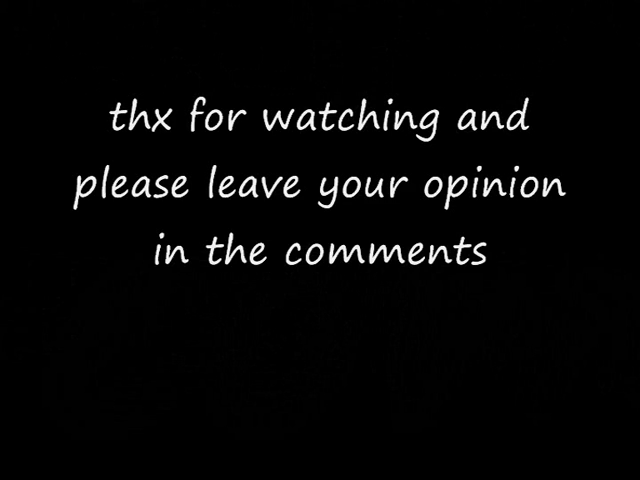 thx for watching and
please leave your opinion
in the comments